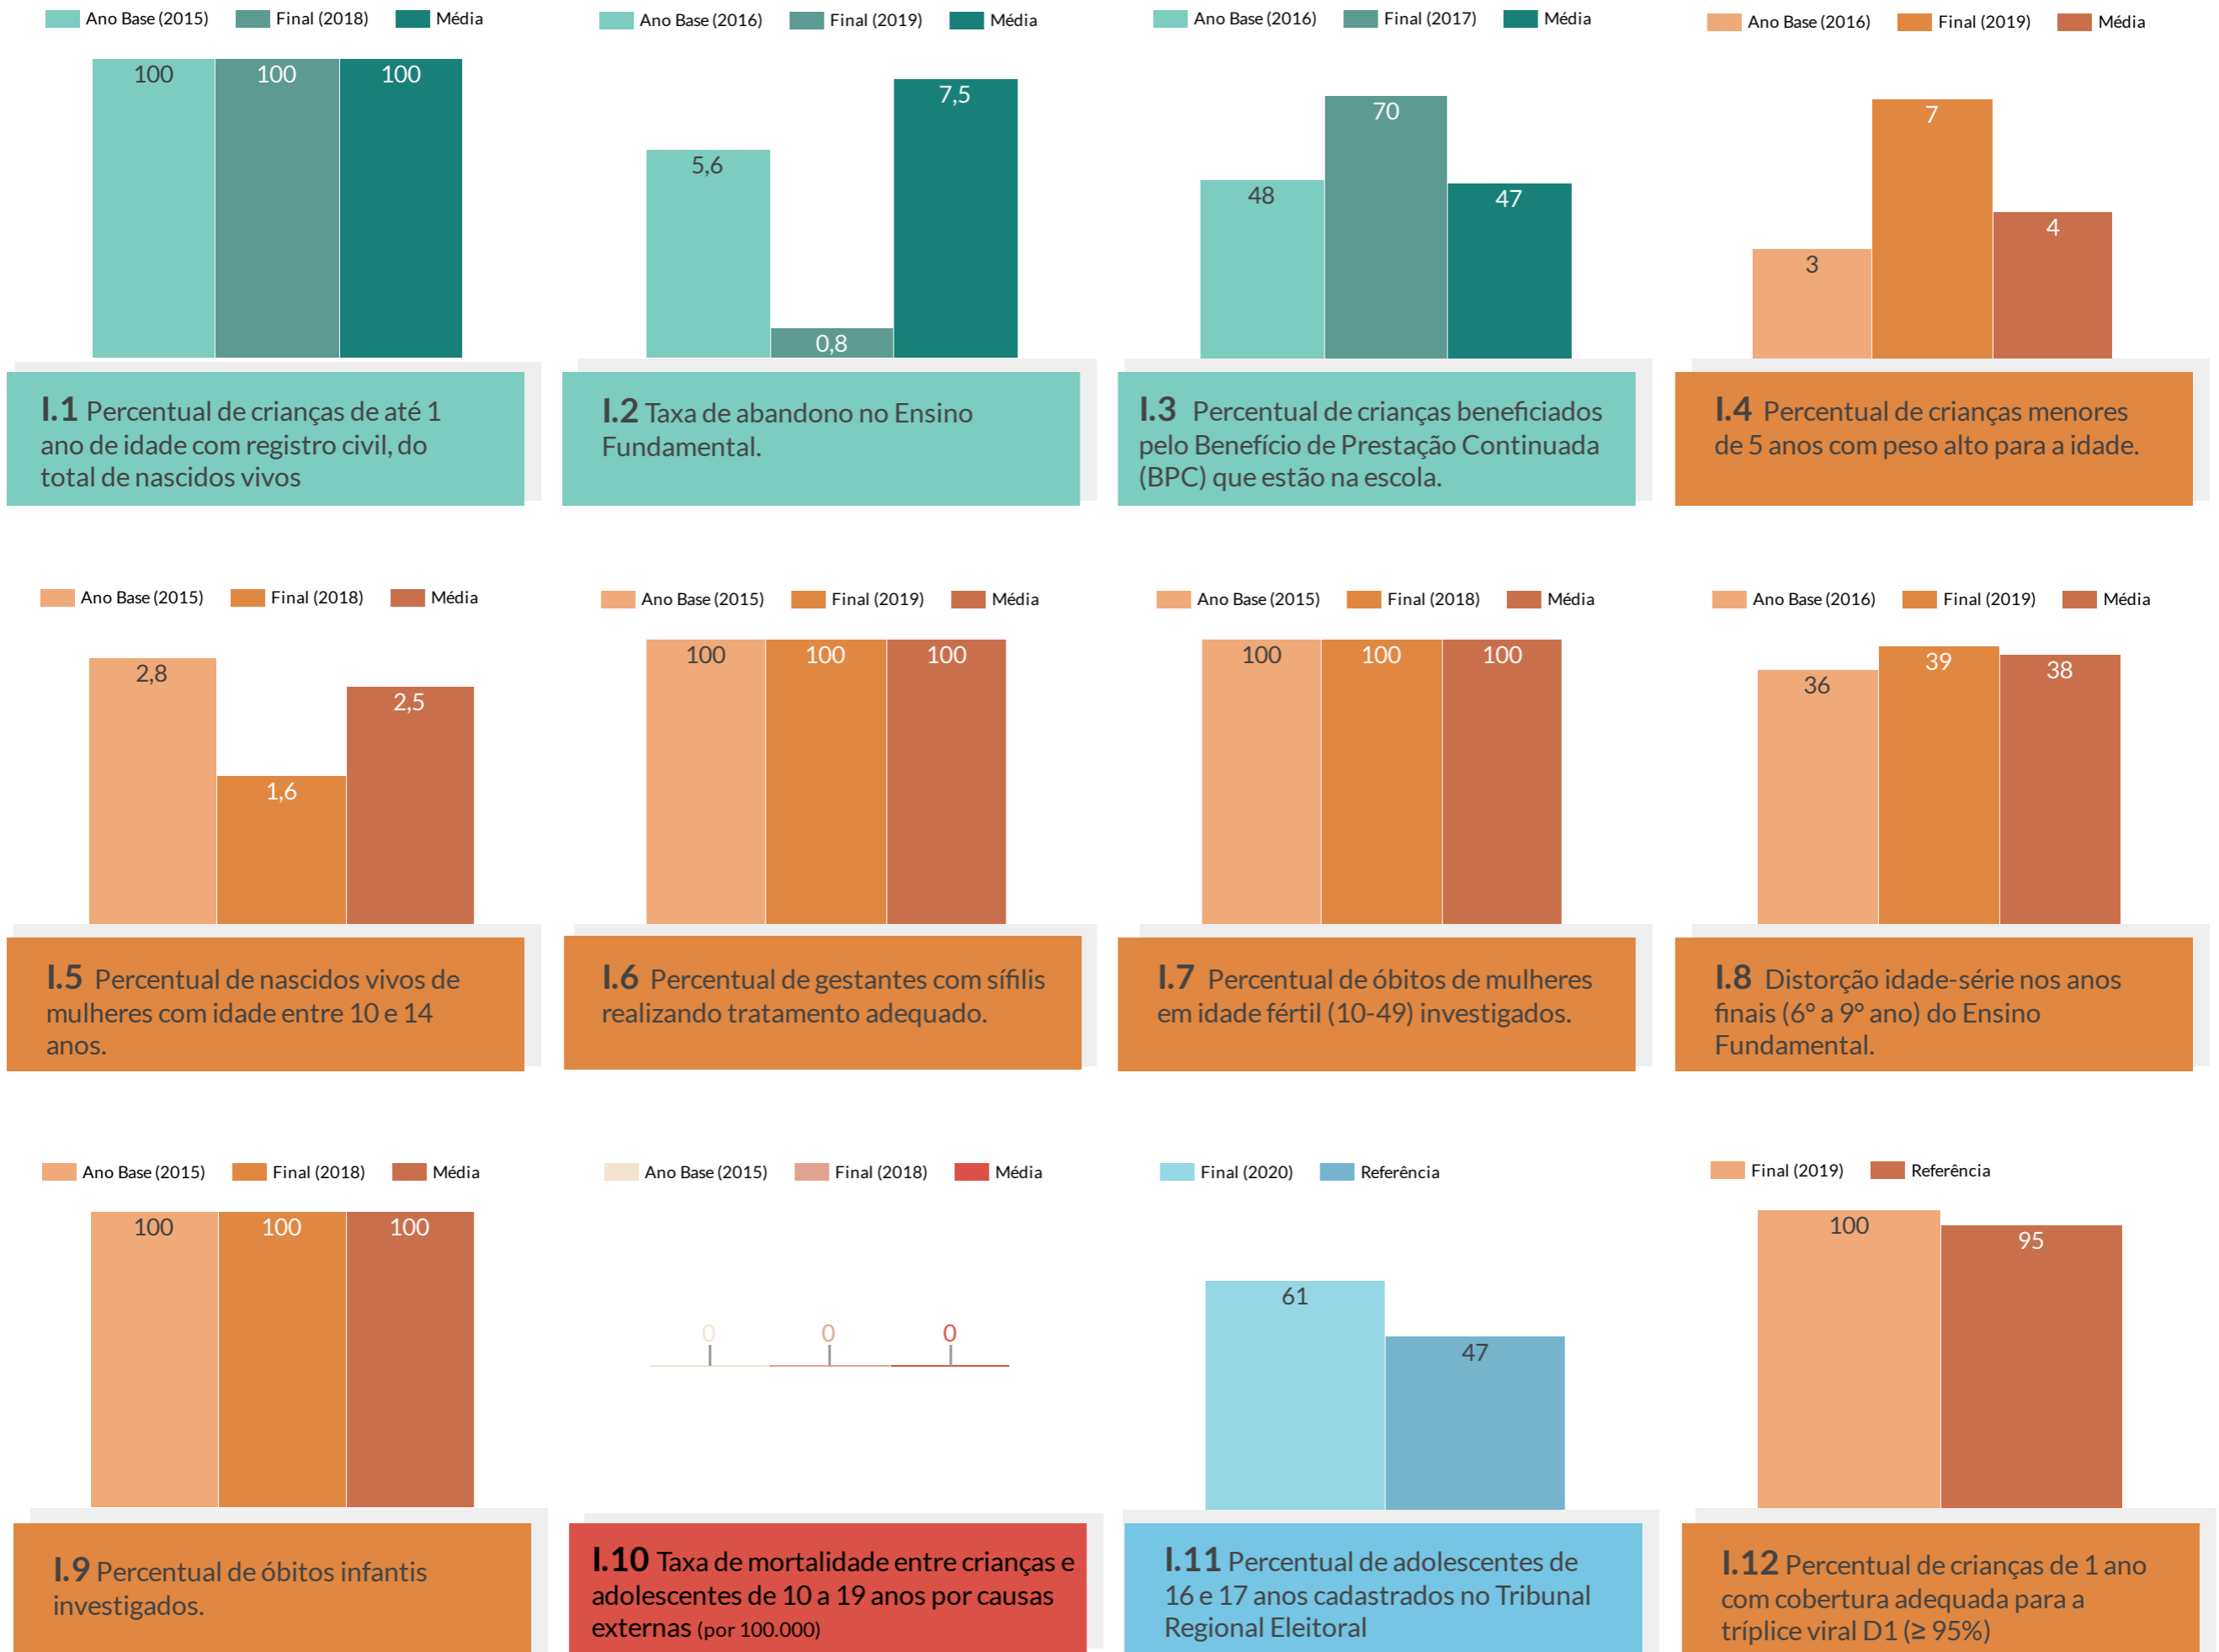 Ano Base (2015) Final (2018) Média
100 100 100
I.1 Percentual de crianças de até 1
ano de idade com registro civil, do
total de nascidos vivos
Ano Base (2016) Final (2019) Média
5,6 0,8 7,5
I.2 Taxa de abandono no Ensino
Fundamental.
Ano Base (2016) Final (2017) Média
48 70 47
I.3 Percentual de crianças beneficiados
pelo Benefício de Prestação Continuada
(BPC) que estão na escola.
Ano Base (2016) Final (2019) Média
3 7 4
I.4 Percentual de crianças menores
de 5 anos com peso alto para a idade.
Ano Base (2015) Final (2018) Média
2,8 1,6 2,5
I.5 Percentual de nascidos vivos de
mulheres com idade entre 10 e 14
anos.
Ano Base (2015) Final (2019) Média
100 100 100
I.6 Percentual de gestantes com sífilis
realizando tratamento adequado.
Ano Base (2015) Final (2018) Média
100 100 100
I.7 Percentual de óbitos de mulheres
em idade fértil (10-49) investigados.
Ano Base (2016) Final (2019) Média
36 39 38
I.8 Distorção idade-série nos anos
finais (6º a 9º ano) do Ensino
Fundamental.
Ano Base (2015) Final (2018) Média
100 100 100
I.9 Percentual de óbitos infantis
investigados.
Ano Base (2015) Final (2018) Média
0 0 0
I.10 Taxa de mortalidade entre crianças e
adolescentes de 10 a 19 anos por causas
externas (por 100.000)
Final (2020) Referência
61 47
I.11 Percentual de adolescentes de
16 e 17 anos cadastrados no Tribunal
Regional Eleitoral
Final (2019) Referência
100 95
I.12 Percentual de crianças de 1 ano
com cobertura adequada para a
tríplice viral D1 (≥ 95%)